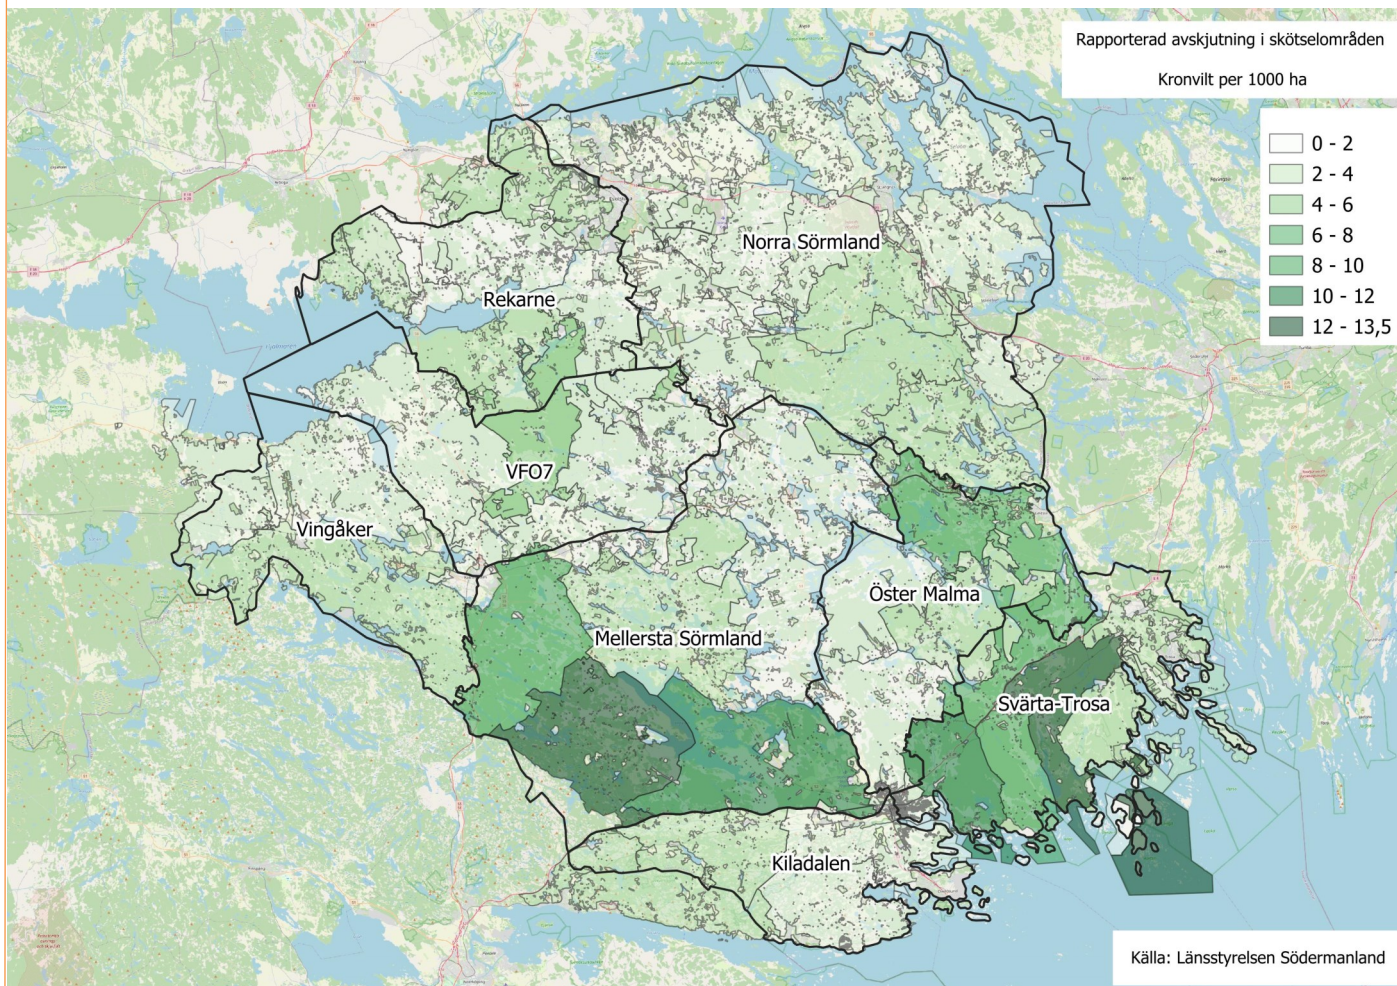 Rapporterad avskjutning i skötselområden
Kronvilt per 1000 ha
0 - 2
2 - 4
4 - 6
6 - 8
8 - 10
10 - 12
12 - 13,5
Norra Sörmland
Rekarne
VFO7
Vingåker
Öster Malma
Mellersta Sörmland
Svärta-Trosa
Kiladalen
Källa: Länsstyrelsen Södermanland